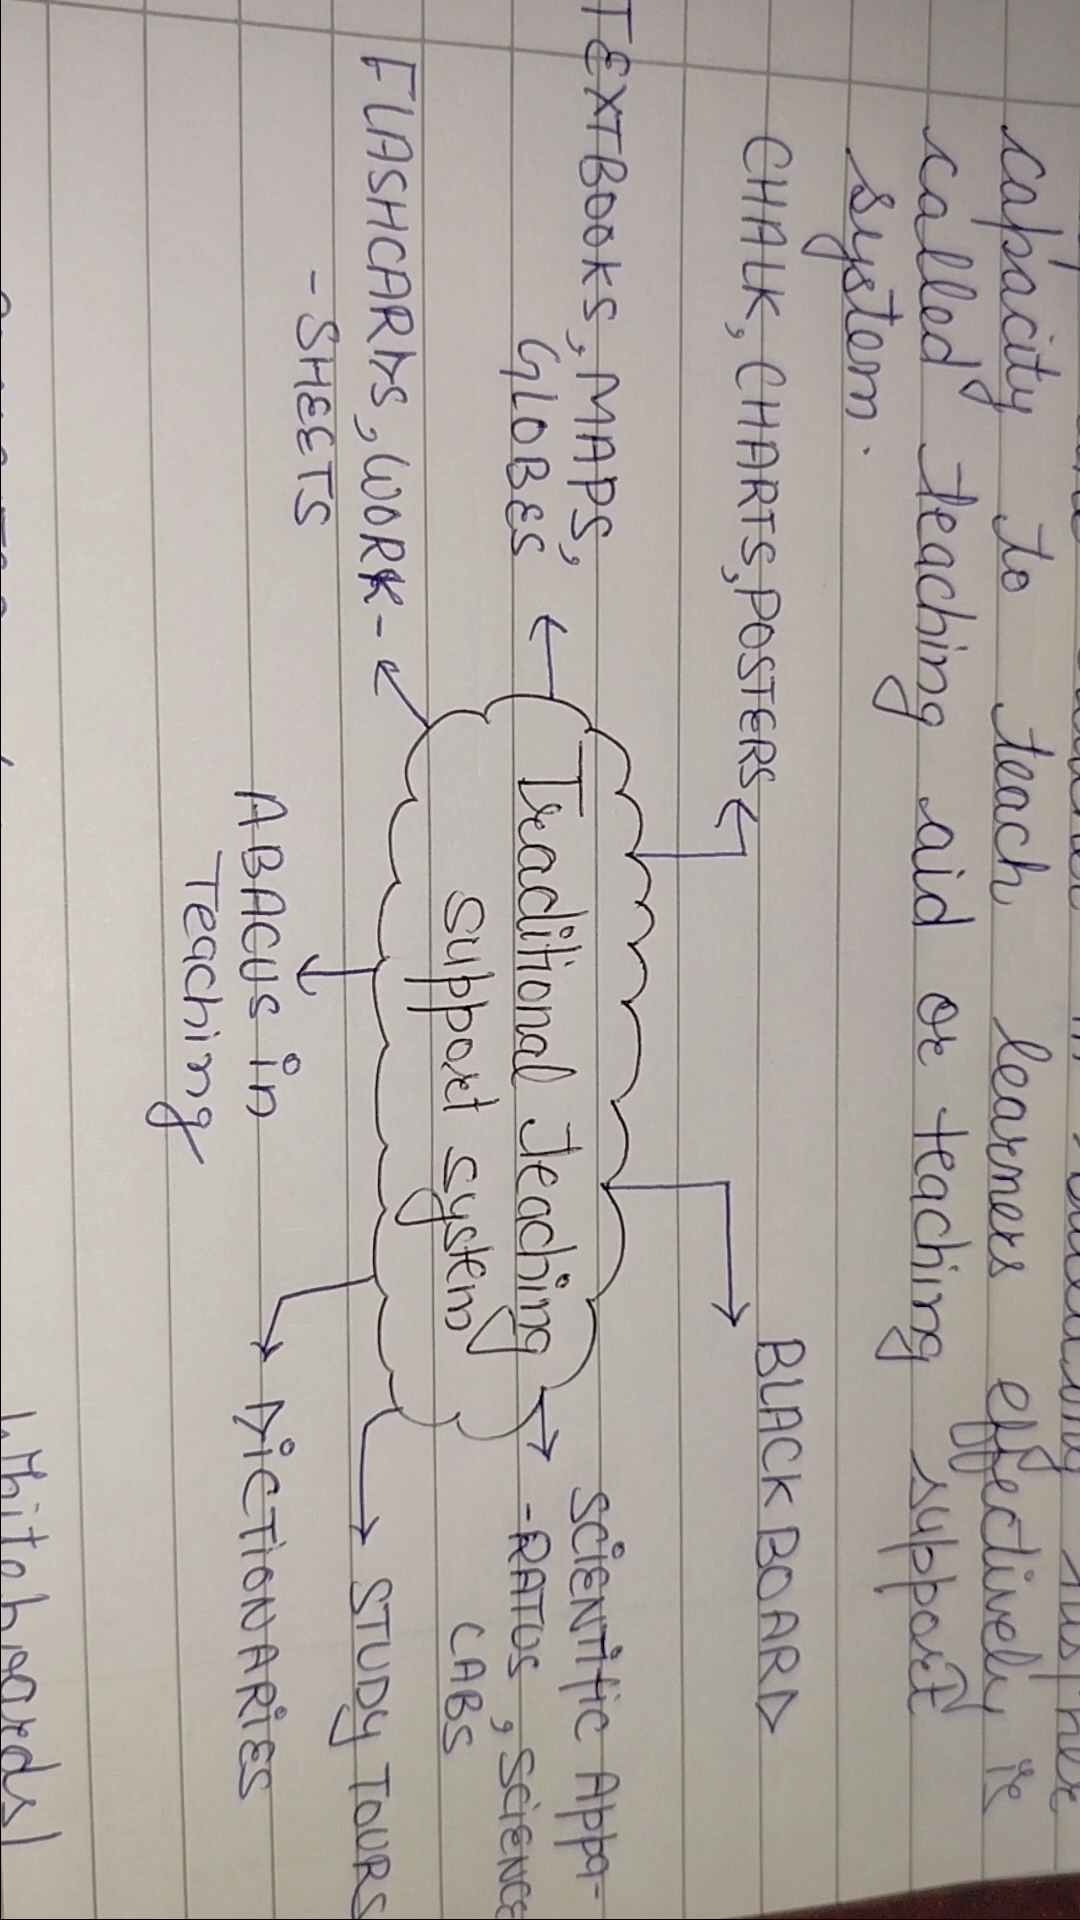 his/her
capacity to teach learners effectively is
called teaching aid or teaching support
system.
CHALK, CHARTS, POSTERS
BLACK BOARD
TEXTBOOKS, MAPS,
GLOBES
Traditional Teaching
support system
SCIENTIFIC APPA-
-RATUS, SCIENCE
LABS
FLASHCARDS, WORK-
-SHEETS
STUDY TOURS
ABACUS in
Teaching
DICTIONARIES
Whiteboards